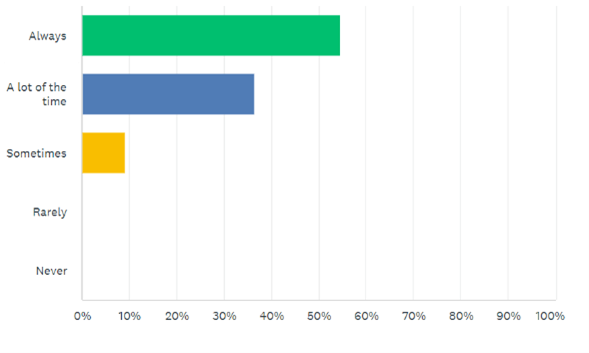 Always
A lot of the
time
Sometimes
Rarely
Never
0% 10% 20% 30% 40% 50% 60% 70% 80% 90% 100%